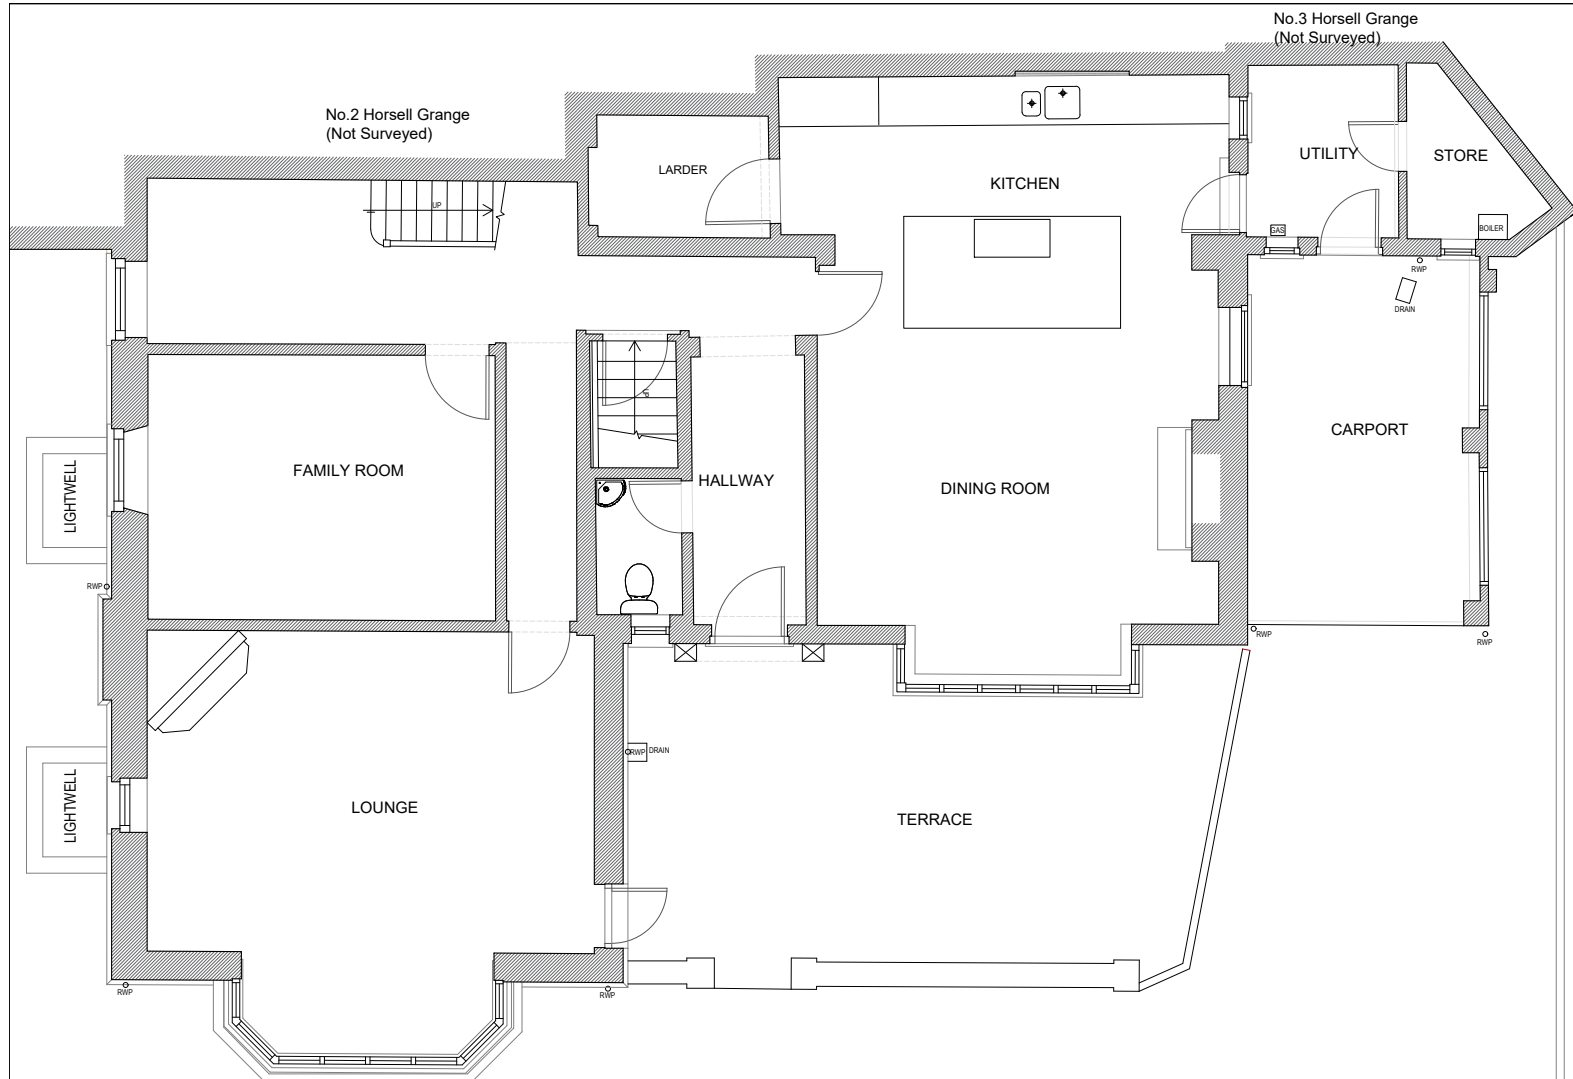 No.3 Horsell Grange
(Not Surveyed)
No.2 Horsell Grange
(Not Surveyed)
LARDER
KITCHEN
UTILITY
STORE
UP
GAS
BOILER
RWP
DRAIN
UP
CARPORT
FAMILY ROOM
HALLWAY
DINING ROOM
LIGHTWELL
RWP
RWP
RWP
RWP DRAIN
LIGHTWELL
LOUNGE
TERRACE
RWP
RWP